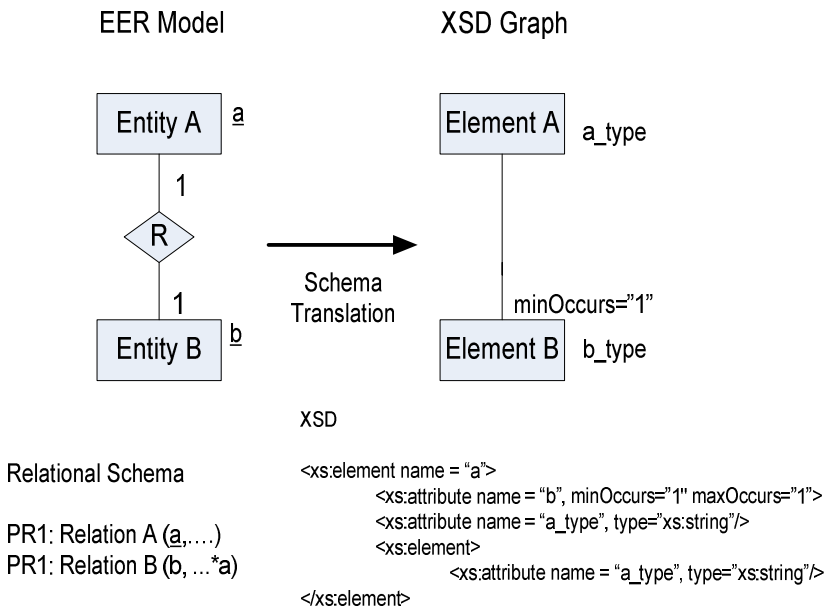 EER Model
XSD Graph
Entity A
a
Element A
a_type
1
R
Schema
Translation
1
minOccurs=”1”
Entity B
b
Element B
b_type
XSD
Relational Schema
<xs:element name = “a”>
<xs:attribute name = “b”, minOccurs=”1" maxOccurs=”1”>
<xs:attribute name = “a_type”, type=”xs:string”/>
<xs:element>
<xs:attribute name = “a_type”, type=”xs:string”/>
</xs:element>
PR1: Relation A (a,….)
PR1: Relation B (b, ...*a)